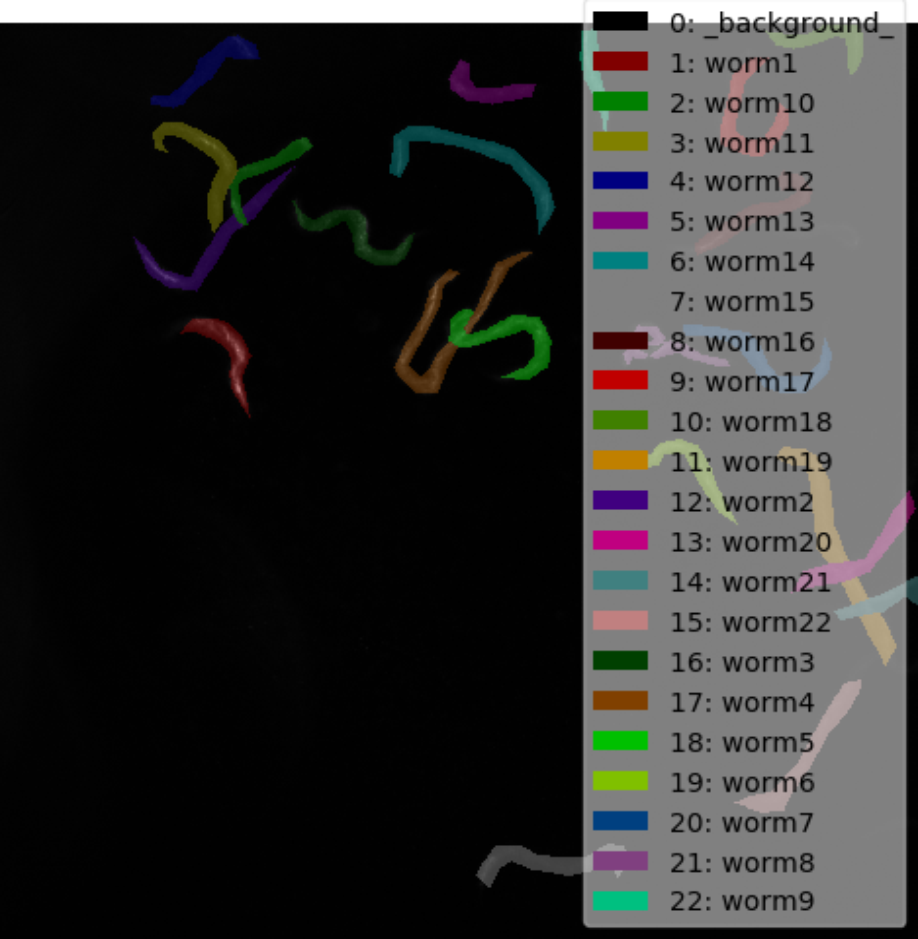 0: _background_
1: worm1
2: worm10
3: worm11
4: worm12
5: worm13
6: worm14
7: worm15
8: worm16
9: worm17
10: worm18
11: worm19
12: worm2
13: worm20
14: worm21
15: worm22
16: worm3
17: worm4
18: worm5
19: worm6
20: worm7
21: worm8
22: worm9